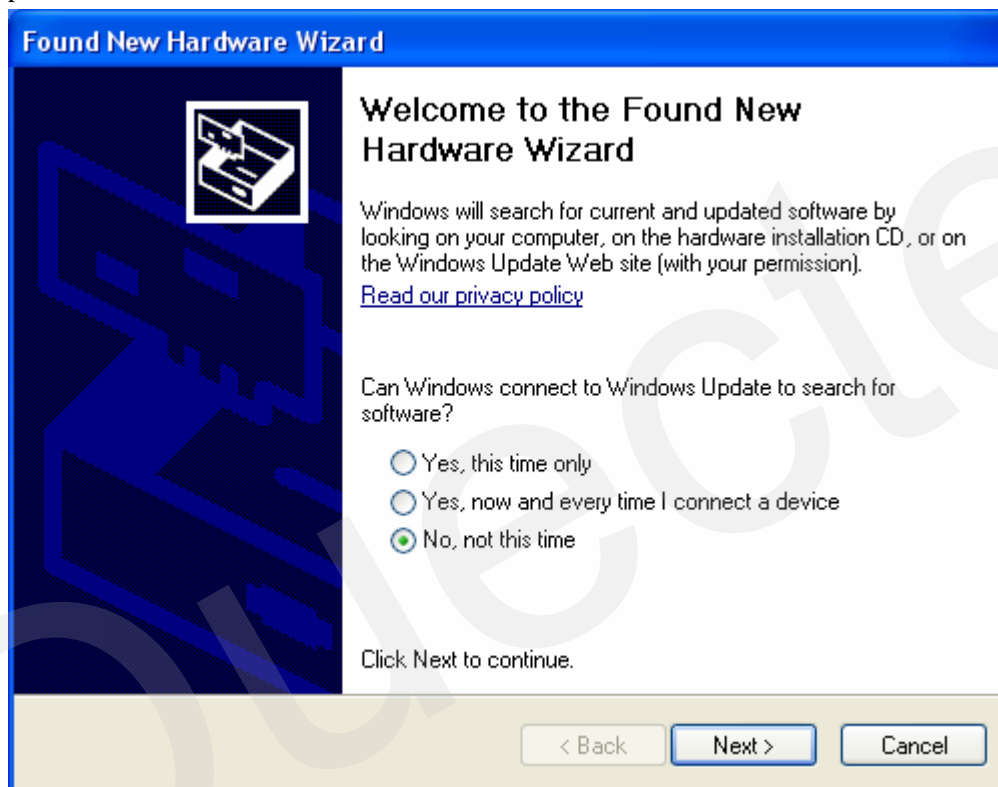 Found New Hardware Wizard
Welcome to the Found New
Hardware Wizard
Windows will search for current and updated software by
looking on your computer, on the hardware installation CD, or on
the Windows Update Web site (with your permission).
Read our privacy policy
Can Windows connect to Windows Update to search for
software?
Yes, this time only
Yes, now and every time I connect a device
No, not this time
Click Next to continue.
< Back
Next >
Cancel